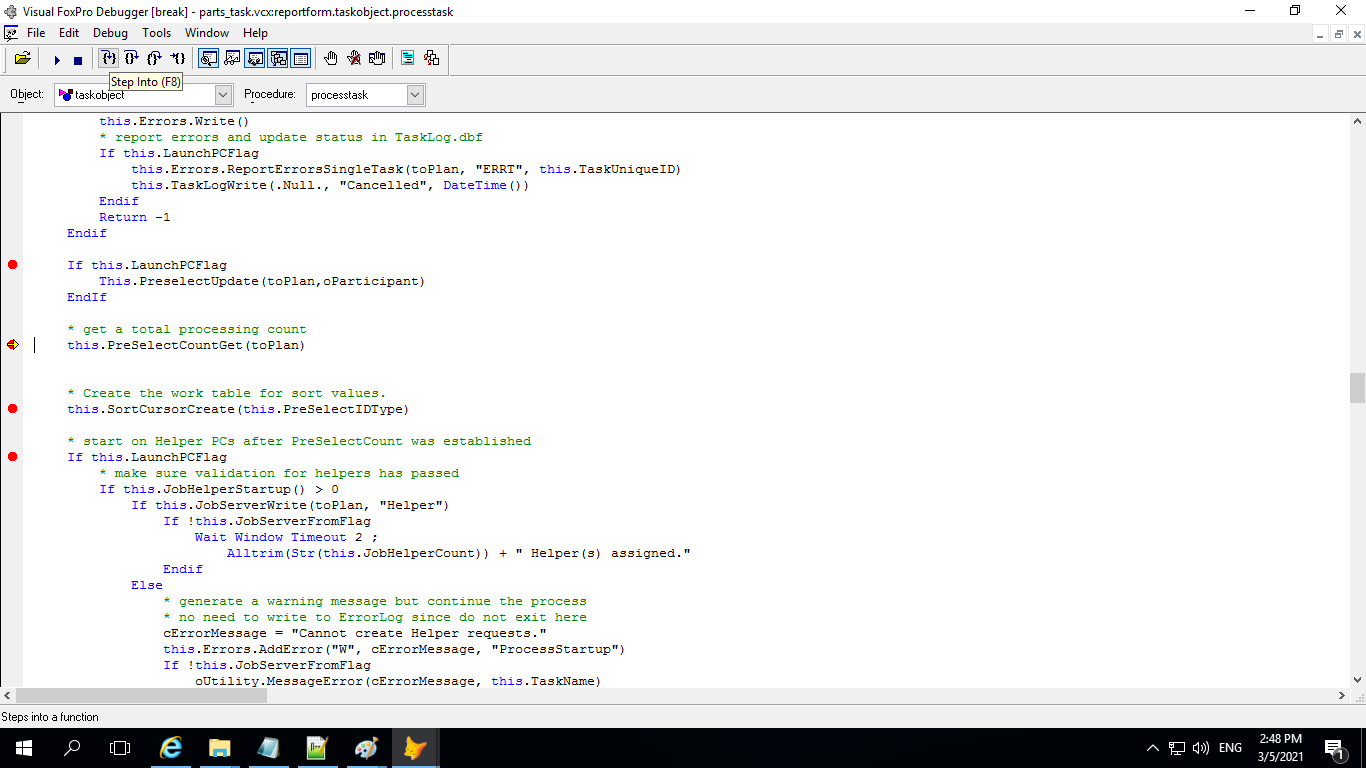 Visual FoxPro Debugger [break] - parts_task.vcx:reportform.taskobject.processtask
File Edit Debug Tools Window Help
Step Into (F8)
Object: taskobject Procedure: processtask
this.Errors.Write()
* report errors and update status in TaskLog.dbf
If this.LaunchPCFlag
this.Errors.ReportErrorsSingleTask(toPlan, "ERRT", this.TaskUniqueID)
this.TaskLogWrite(.Null., "Cancelled", DateTime())
Endif
Return -1
Endif
If this.LaunchPCFlag
This.PreselectUpdate(toPlan,oParticipant)
EndIf
* get a total processing count
this.PreSelectCountGet(toPlan)
* Create the work table for sort values.
this.SortCursorCreate(this.PreSelectIDType)
* start on Helper PCs after PreSelectCount was established
If this.LaunchPCFlag
* make sure validation for helpers has passed
If this.JobHelperStartup() > 0
If this.JobServerWrite(toPlan, "Helper")
If !this.JobServerFromFlag
Wait Window Timeout 2 ;
Alltrim(Str(this.JobHelperCount)) + " Helper(s) assigned."
Endif
Else
* generate a warning message but continue the process
* no need to write to ErrorLog since do not exit here
cErrorMessage = "Cannot create Helper requests."
this.Errors.AddError("W", cErrorMessage, "ProcessStartup")
If !this.JobServerFromFlag
oUtility.MessageError(cErrorMessage, this.TaskName)
Steps into a function
ENG
2:48 PM
3/5/2021
1